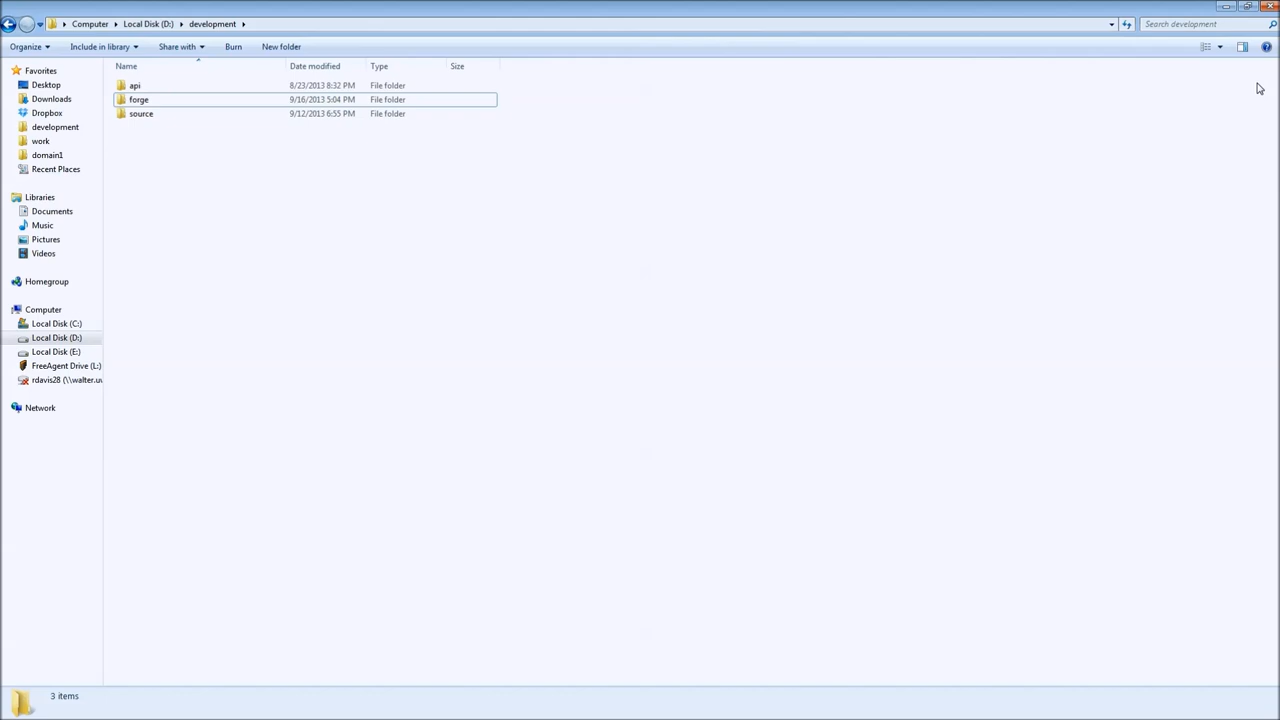 Computer Local Disk (D:) development Search development
Organize Include in library Share with Burn New folder
Name Date modified Type Size
api 8/23/2013 8:32 PM File folder
forge 9/16/2013 5:04 PM File folder
source 9/12/2013 6:55 PM File folder
Favorites
Desktop
Downloads
Dropbox
development
work
domain1
Recent Places
Libraries
Documents
Music
Pictures
Videos
Homegroup
Computer
Local Disk (C:)
Local Disk (D:)
Local Disk (E:)
FreeAgent Drive (L:)
rdavis28 (\\walter.uv
Network
3 items